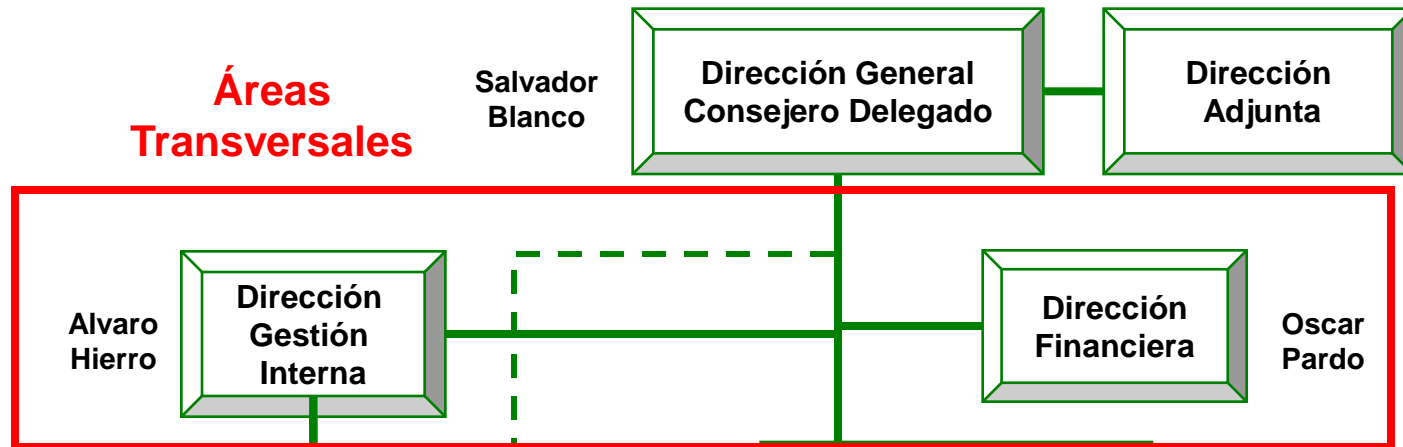 Áreas
Transversales
Salvador
Blanco
Dirección General
Consejero Delegado
Dirección
Adjunta
Alvaro
Hierro
Dirección
Gestión
Interna
Dirección
Financiera
Oscar
Pardo